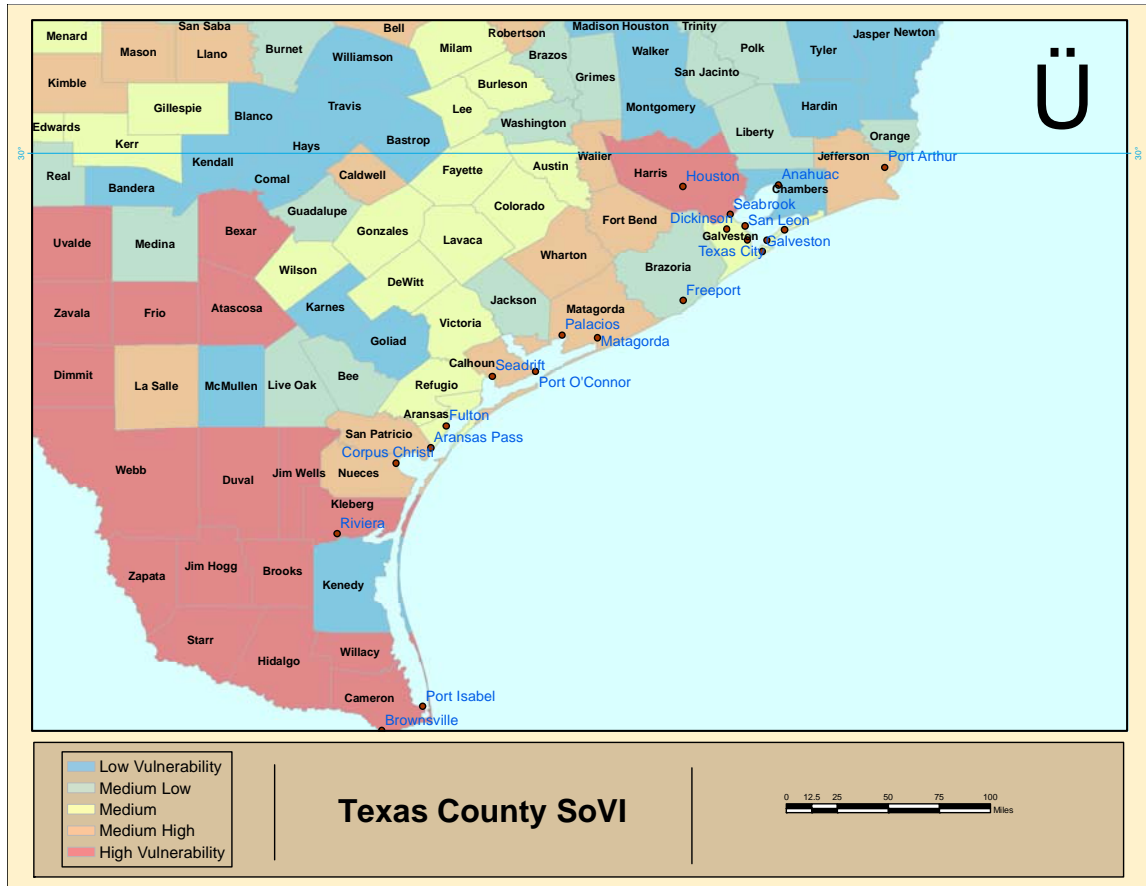 San Saba
Bell
Robertson
Madison Houston
Trinity
Jasper Newton
Menard
Mason
Llano
Burnet
Williamson
Milam
Brazos
Walker
Polk
Tyler
Ü
Kimble
Grimes
San Jacinto
Burleson
Gillespie
Blanco
Travis
Lee
Montgomery
Hardin
Edwards
Kerr
Hays
Bastrop
Washington
Liberty
Orange
30°
30°
Kendall
Fayette
Austin
Waller
Harris
Houston
Jefferson
Port Arthur
Real
Bandera
Comal
Caldwell
Anahuac
Chambers
Guadalupe
Colorado
Seabrook
Uvalde
Medina
Bexar
Gonzales
Lavaca
Fort Bend
Dickinson
San Leon
Galveston
Galveston
Texas City
Wilson
Wharton
Brazoria
DeWitt
Zavala
Frio
Atascosa
Karnes
Jackson
Matagorda
Freeport
Goliad
Victoria
Palacios
Matagorda
Dimmit
La Salle
McMullen
Live Oak
Bee
Calhoun
Seadrift
Refugio
Port O'Connor
Aransas
Fulton
San Patricio
Aransas Pass
Corpus Christi
Webb
Duval
Jim Wells
Nueces
Kleberg
Riviera
Zapata
Jim Hogg
Brooks
Kenedy
Starr
Hidalgo
Willacy
Cameron
Port Isabel
Brownsville
Low Vulnerability
Medium Low
Medium
Medium High
High Vulnerability
Texas County SoVI
0 12.5 25 50 75 100
Miles